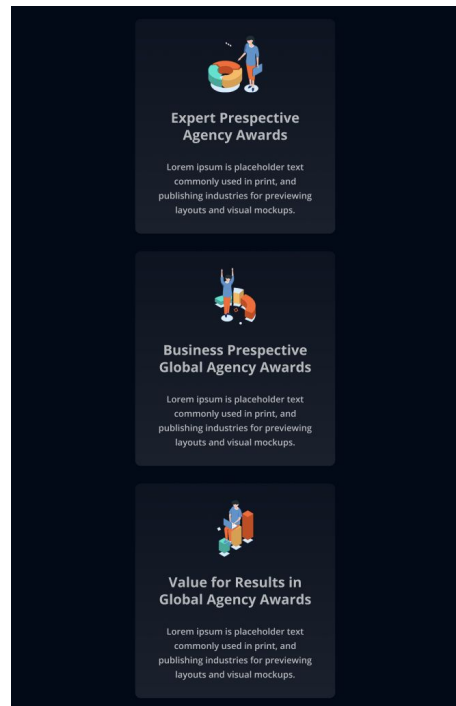 Expert Prespective
Agency Awards
Lorem ipsum is placeholder text
commonly used in print, and
publishing industries for previewing
layouts and visual mockups.
Business Prespective
Global Agency Awards
Lorem ipsum is placeholder text
commonly used in print, and
publishing industries for previewing
layouts and visual mockups.
Value for Results in
Global Agency Awards
Lorem ipsum is placeholder text
commonly used in print, and
publishing industries for previewing
layouts and visual mockups.